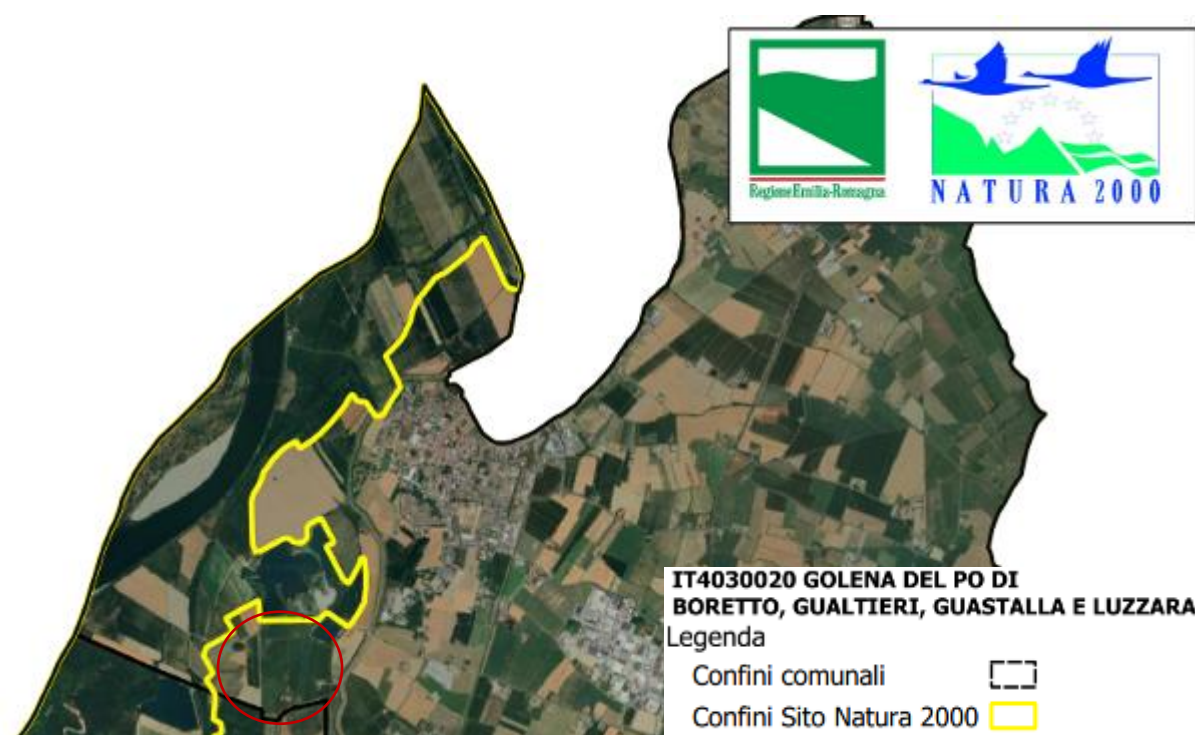 Regione Emilia-Romagna
NATURA 2000
IT4030020 GOLENA DEL PO DI
BORETTO, GUALTIERI, GUASTALLA E LUZZARA
Legenda
Confini comunali
Confini Sito Natura 2000